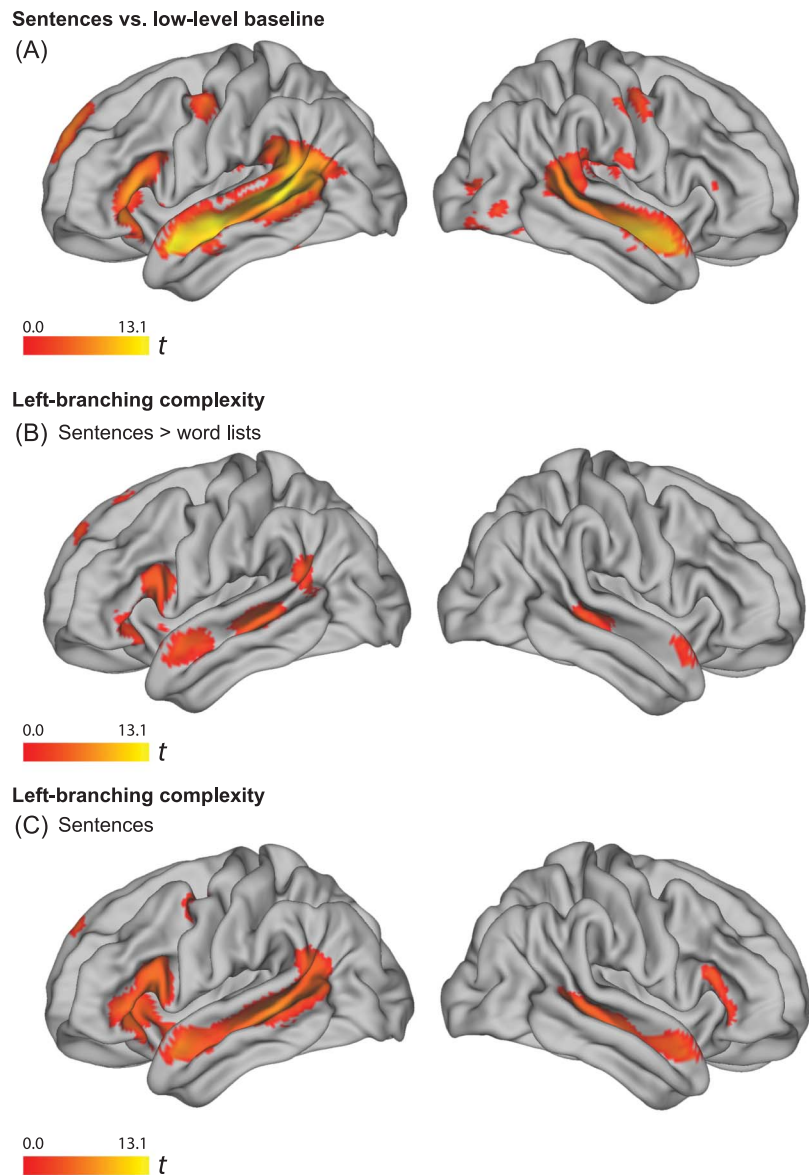 Sentences vs. low-level baseline
(A)
0.0 13.1
t
Left-branching complexity
(B) Sentences > word lists
0.0 13.1
t
Left-branching complexity
(C) Sentences
0.0 13.1
t